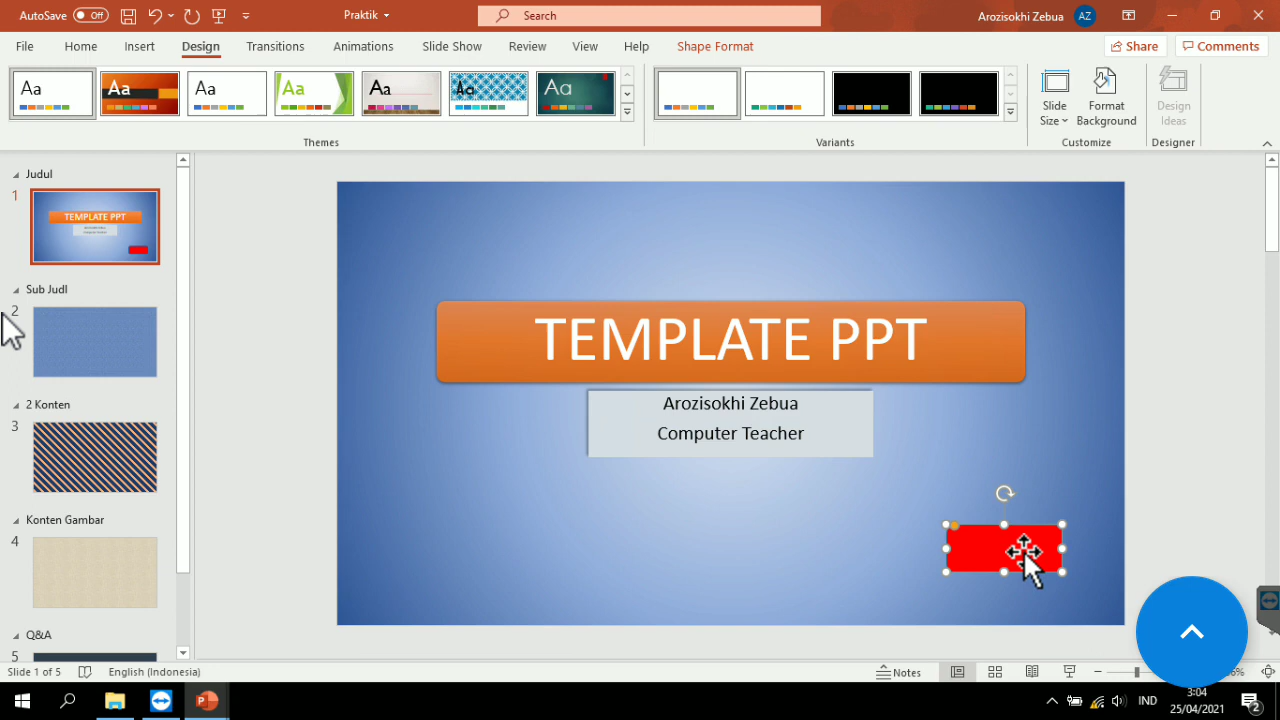 AutoSave Off
Praktik
Search
Arozisokhi Zebua AZ
File Home Insert Design Transitions Animations Slide Show Review View Help Shape Format
Share Comments
Aa Aa Aa Aa Aa Aa Aa
Slide Size
Format Background
Design Ideas
Themes Variants Customize Designer
Judul
1
TEMPLATE PPT
Sub Judl
2
2 Konten
3
Konten Gambar
4
Q&A
5
TEMPLATE PPT
Arozisokhi Zebua
Computer Teacher
Slide 1 of 5 English (Indonesia) Notes
IND
3:04
25/04/2021
2